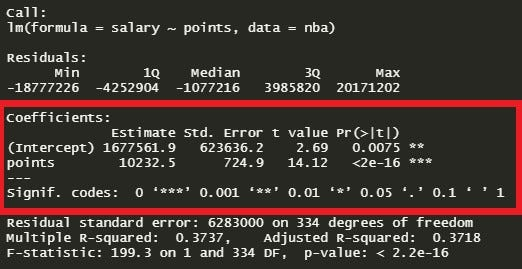 Call:
lm(formula = salary ~ points, data = nba)
Residuals:
Min 1Q Median 3Q Max
-18777226 -4252904 -1077216 3985820 20171202
Coefficients:
Estimate Std. Error t value Pr(>|t|)
(Intercept) 1677561.9 623636.2 2.69 0.0075 **
points 10232.5 724.9 14.12 <2e-16 ***
---
Signif. codes: 0 ‘***’ 0.001 ‘**’ 0.01 ‘*’ 0.05 ‘.’ 0.1 ‘ ’ 1
Residual standard error: 6283000 on 334 degrees of freedom
Multiple R-squared: 0.3737, Adjusted R-squared: 0.3718
F-statistic: 199.3 on 1 and 334 DF, p-value: < 2.2e-16